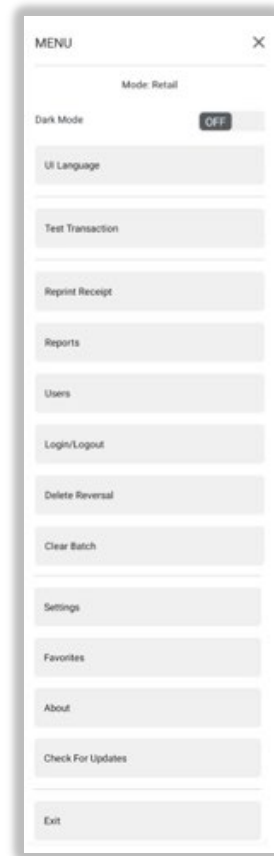 MENU
Mode: Retail
Dark Mode OFF
UI Language
Test Transaction
Reprint Receipt
Reports
Users
Login/Logout
Delete Reversal
Clear Batch
Settings
Favorites
About
Check For Updates
Exit